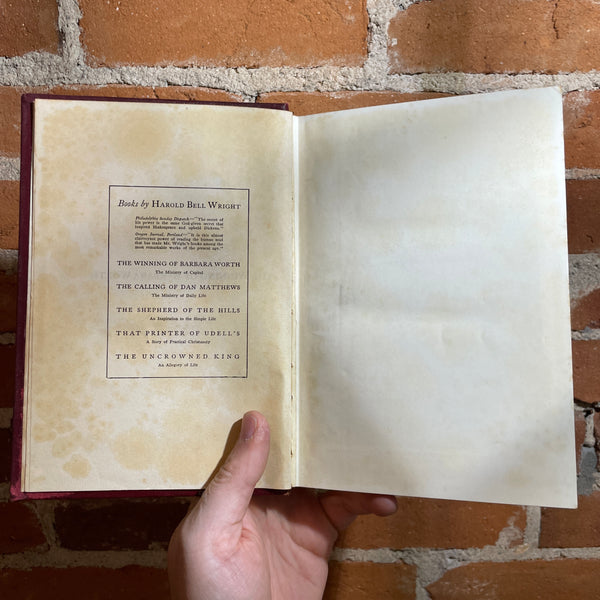 Books by HAROLD BELL WRIGHT
Philadelphia Sunday Dispatch—"The secret of
his power is the same God-given secret that
inspired Shakespeare and upheld Dickens."
Oregon Journal, Portland—"It is this almost
clairvoyant power of reading the human soul
that has made Mr. Wright's books among the
most remarkable works of the present age."
THE WINNING OF BARBARA WORTH
The Ministry of Capital
THE CALLING OF DAN MATTHEWS
The Ministry of Daily Life
THE SHEPHERD OF THE HILLS
An Inspiration to the Simple Life
THAT PRINTER OF UDELL'S
A Story of Practical Christianity
THE UNCROWNED KING
An Allegory of Life